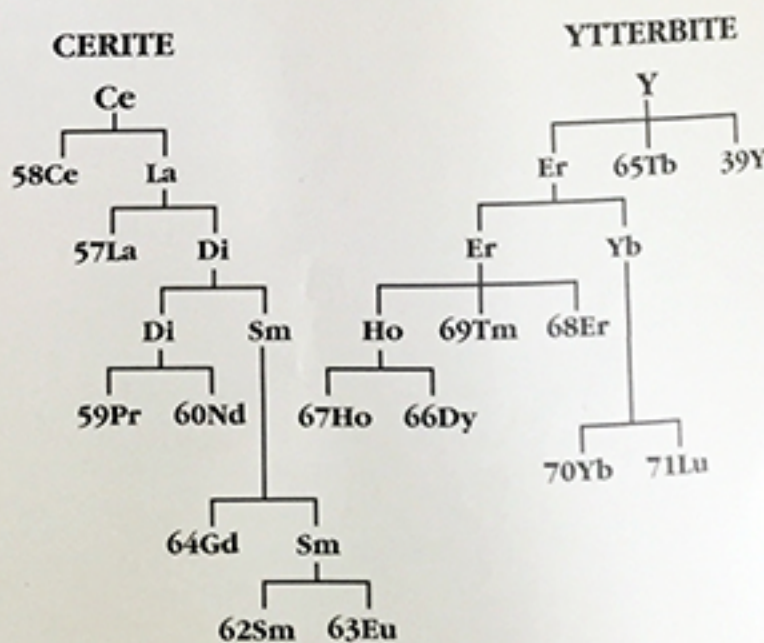 CERITE
Ce
58Ce La
57La Di
Di Sm
59Pr 60Nd
64Gd Sm
62Sm 63Eu
YTTERBITE
Y
Er 65Tb 39Y
Er Yb
Ho 69Tm 68Er
67Ho 66Dy
70Yb 71Lu